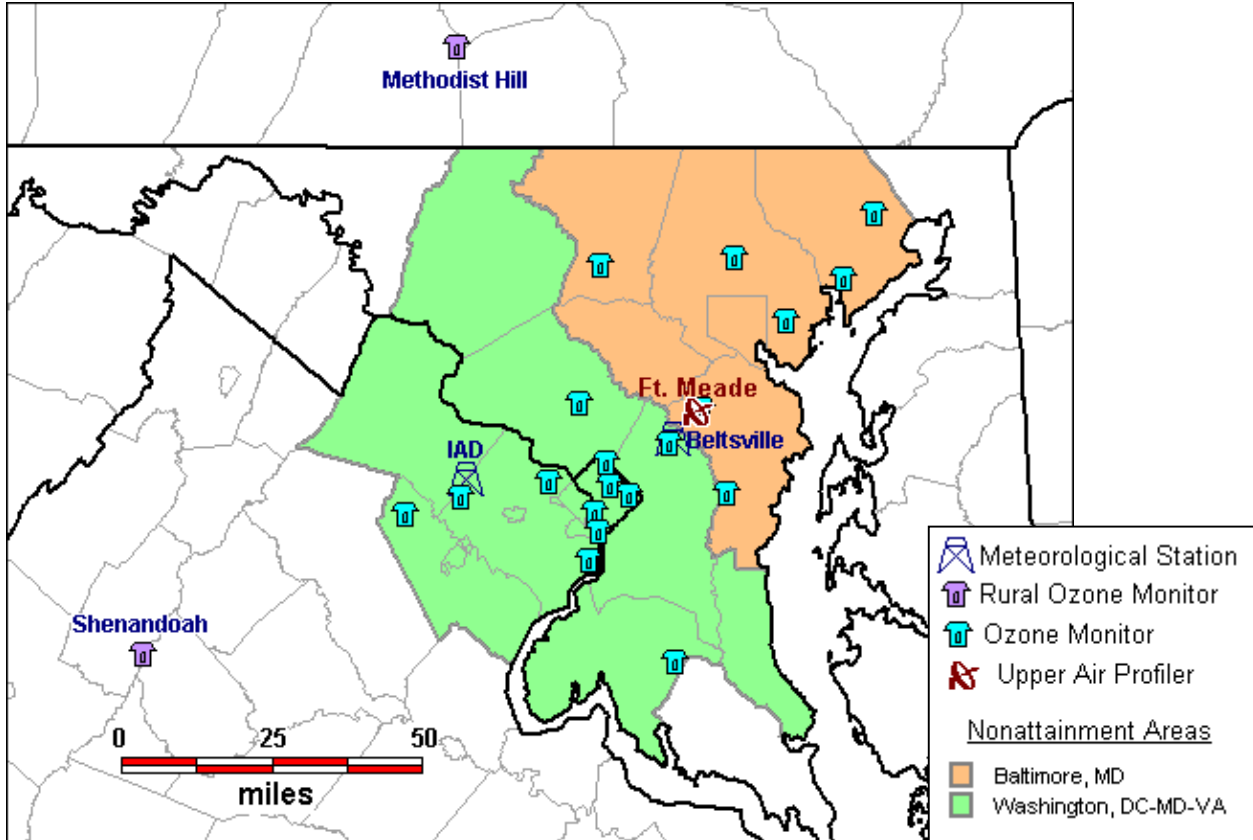 Methodist Hill
Ft. Meade
Beltsville
IAD
Shenandoah
0 25 50
miles
Meteorological Station
Rural Ozone Monitor
Ozone Monitor
Upper Air Profiler
Nonattainment Areas
Baltimore, MD
Washington, DC-MD-VA